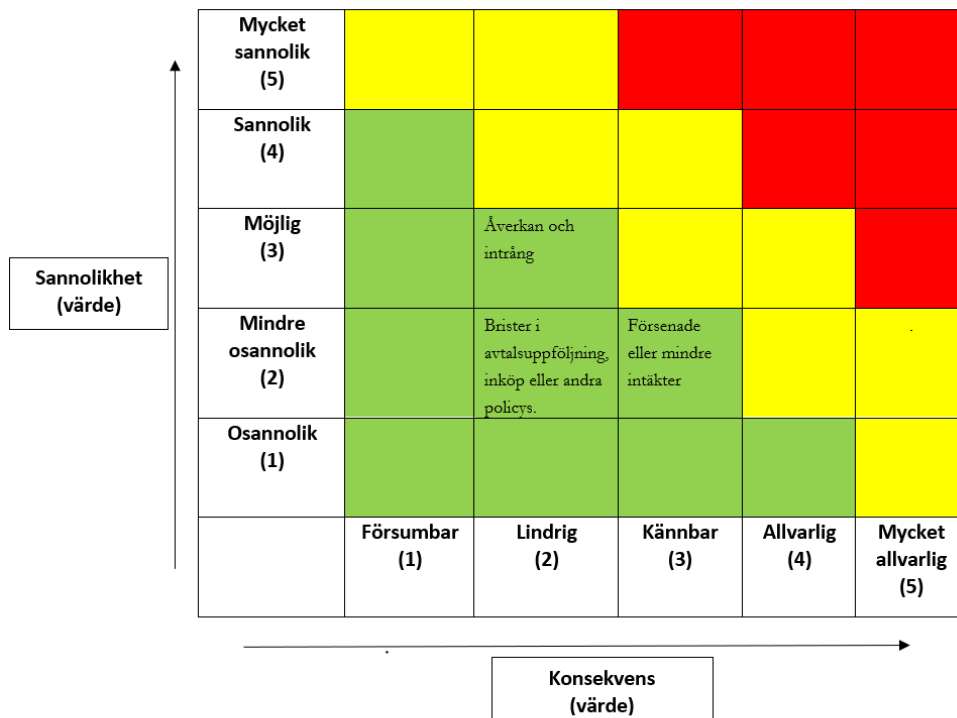 Mycket
sannolik
(5)
Sannolik
(4)
Möjlig
(3)
Åverkan och
intrång
Sannolikhet
(värde)
Mindre
osannolik
(2)
Brister i
avtalsuppföljning,
inköp eller andra
policys.
Försenade
eller mindre
intäkter
Osannolik
(1)
Försumbar
(1)
Lindrig
(2)
Kännbar
(3)
Allvarlig
(4)
Mycket
allvarlig
(5)
Konsekvens
(värde)